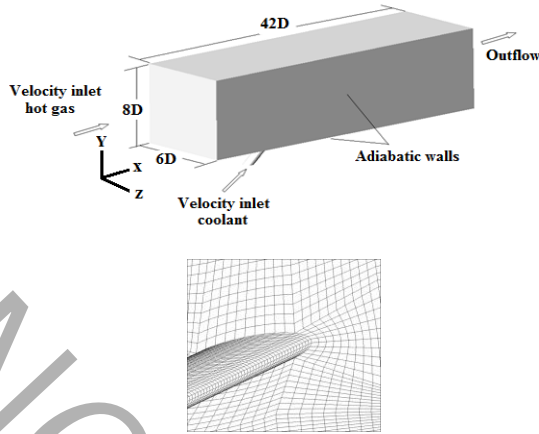 42D
Outflow
Velocity inlet
hot gas
8D
Y
6D
X
Z
Adiabatic walls
Velocity inlet
coolant